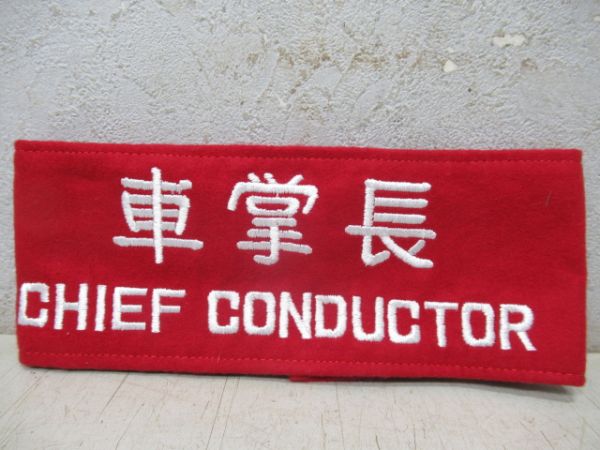 車掌長
CHIEF CONDUCTOR